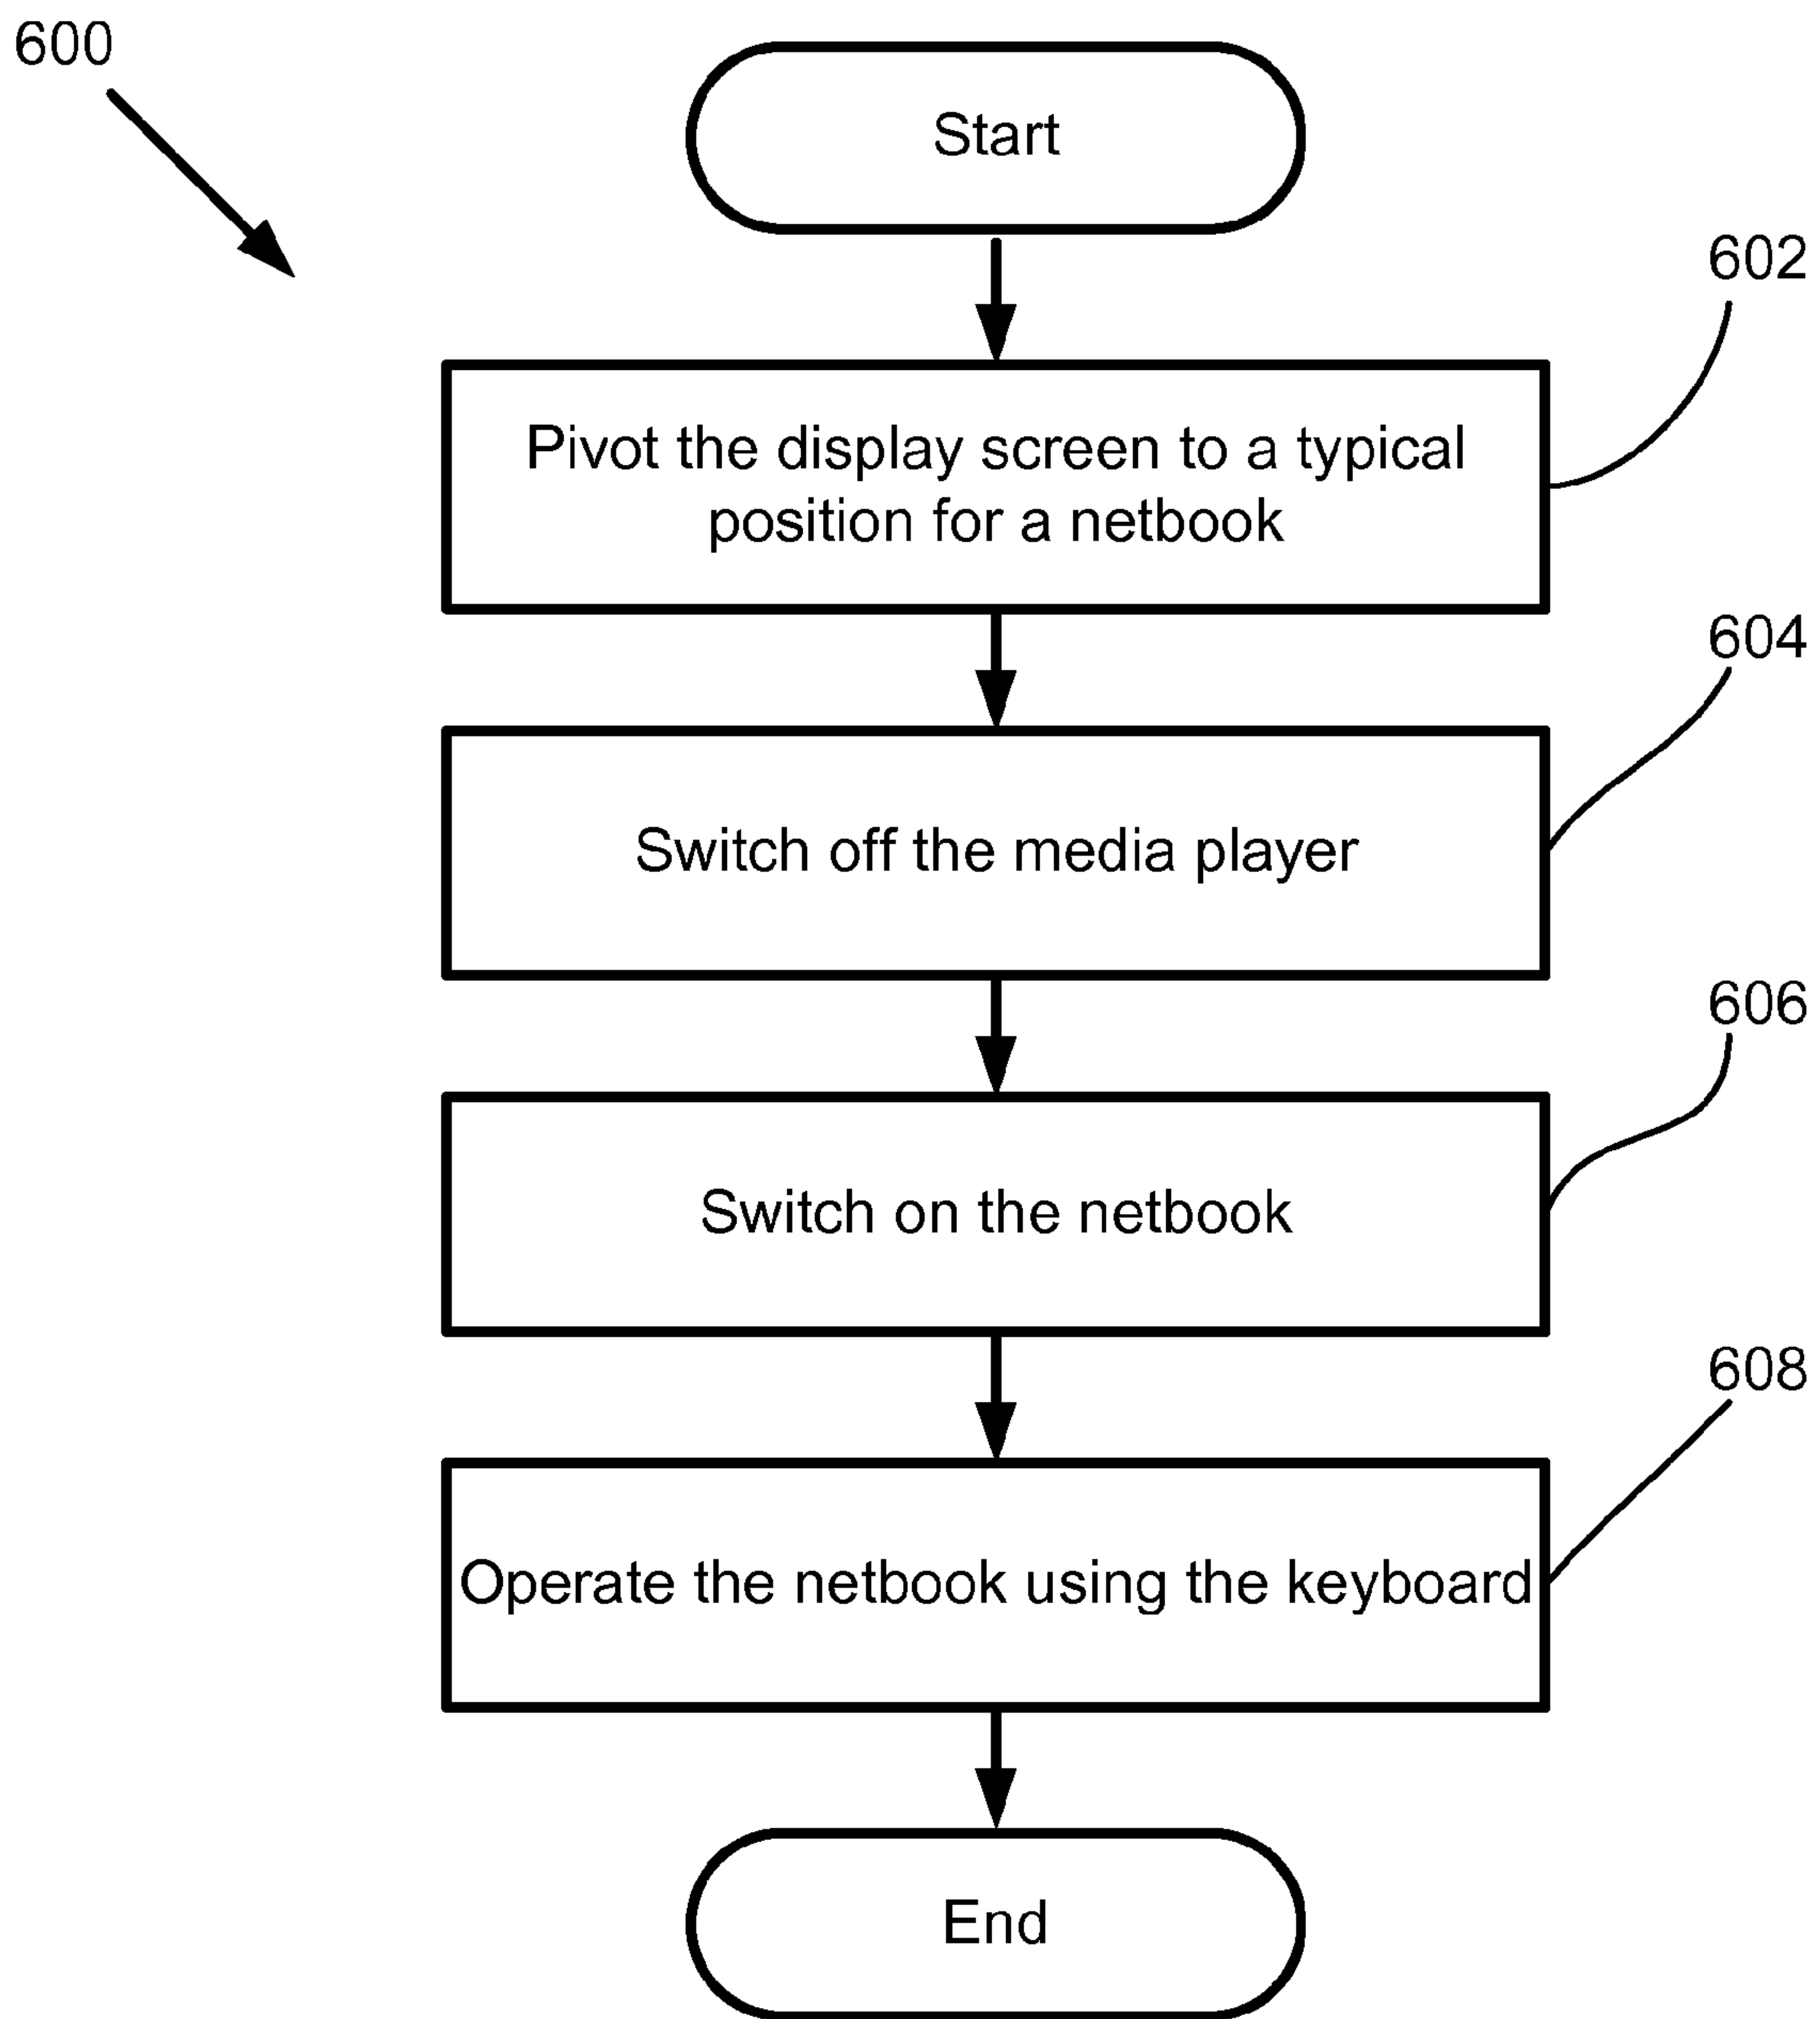 600
Start
602
Pivot the display screen to a typical
position for a netbook
604
Switch off the media player
606
Switch on the netbook
608
Operate the netbook using the keyboard
End